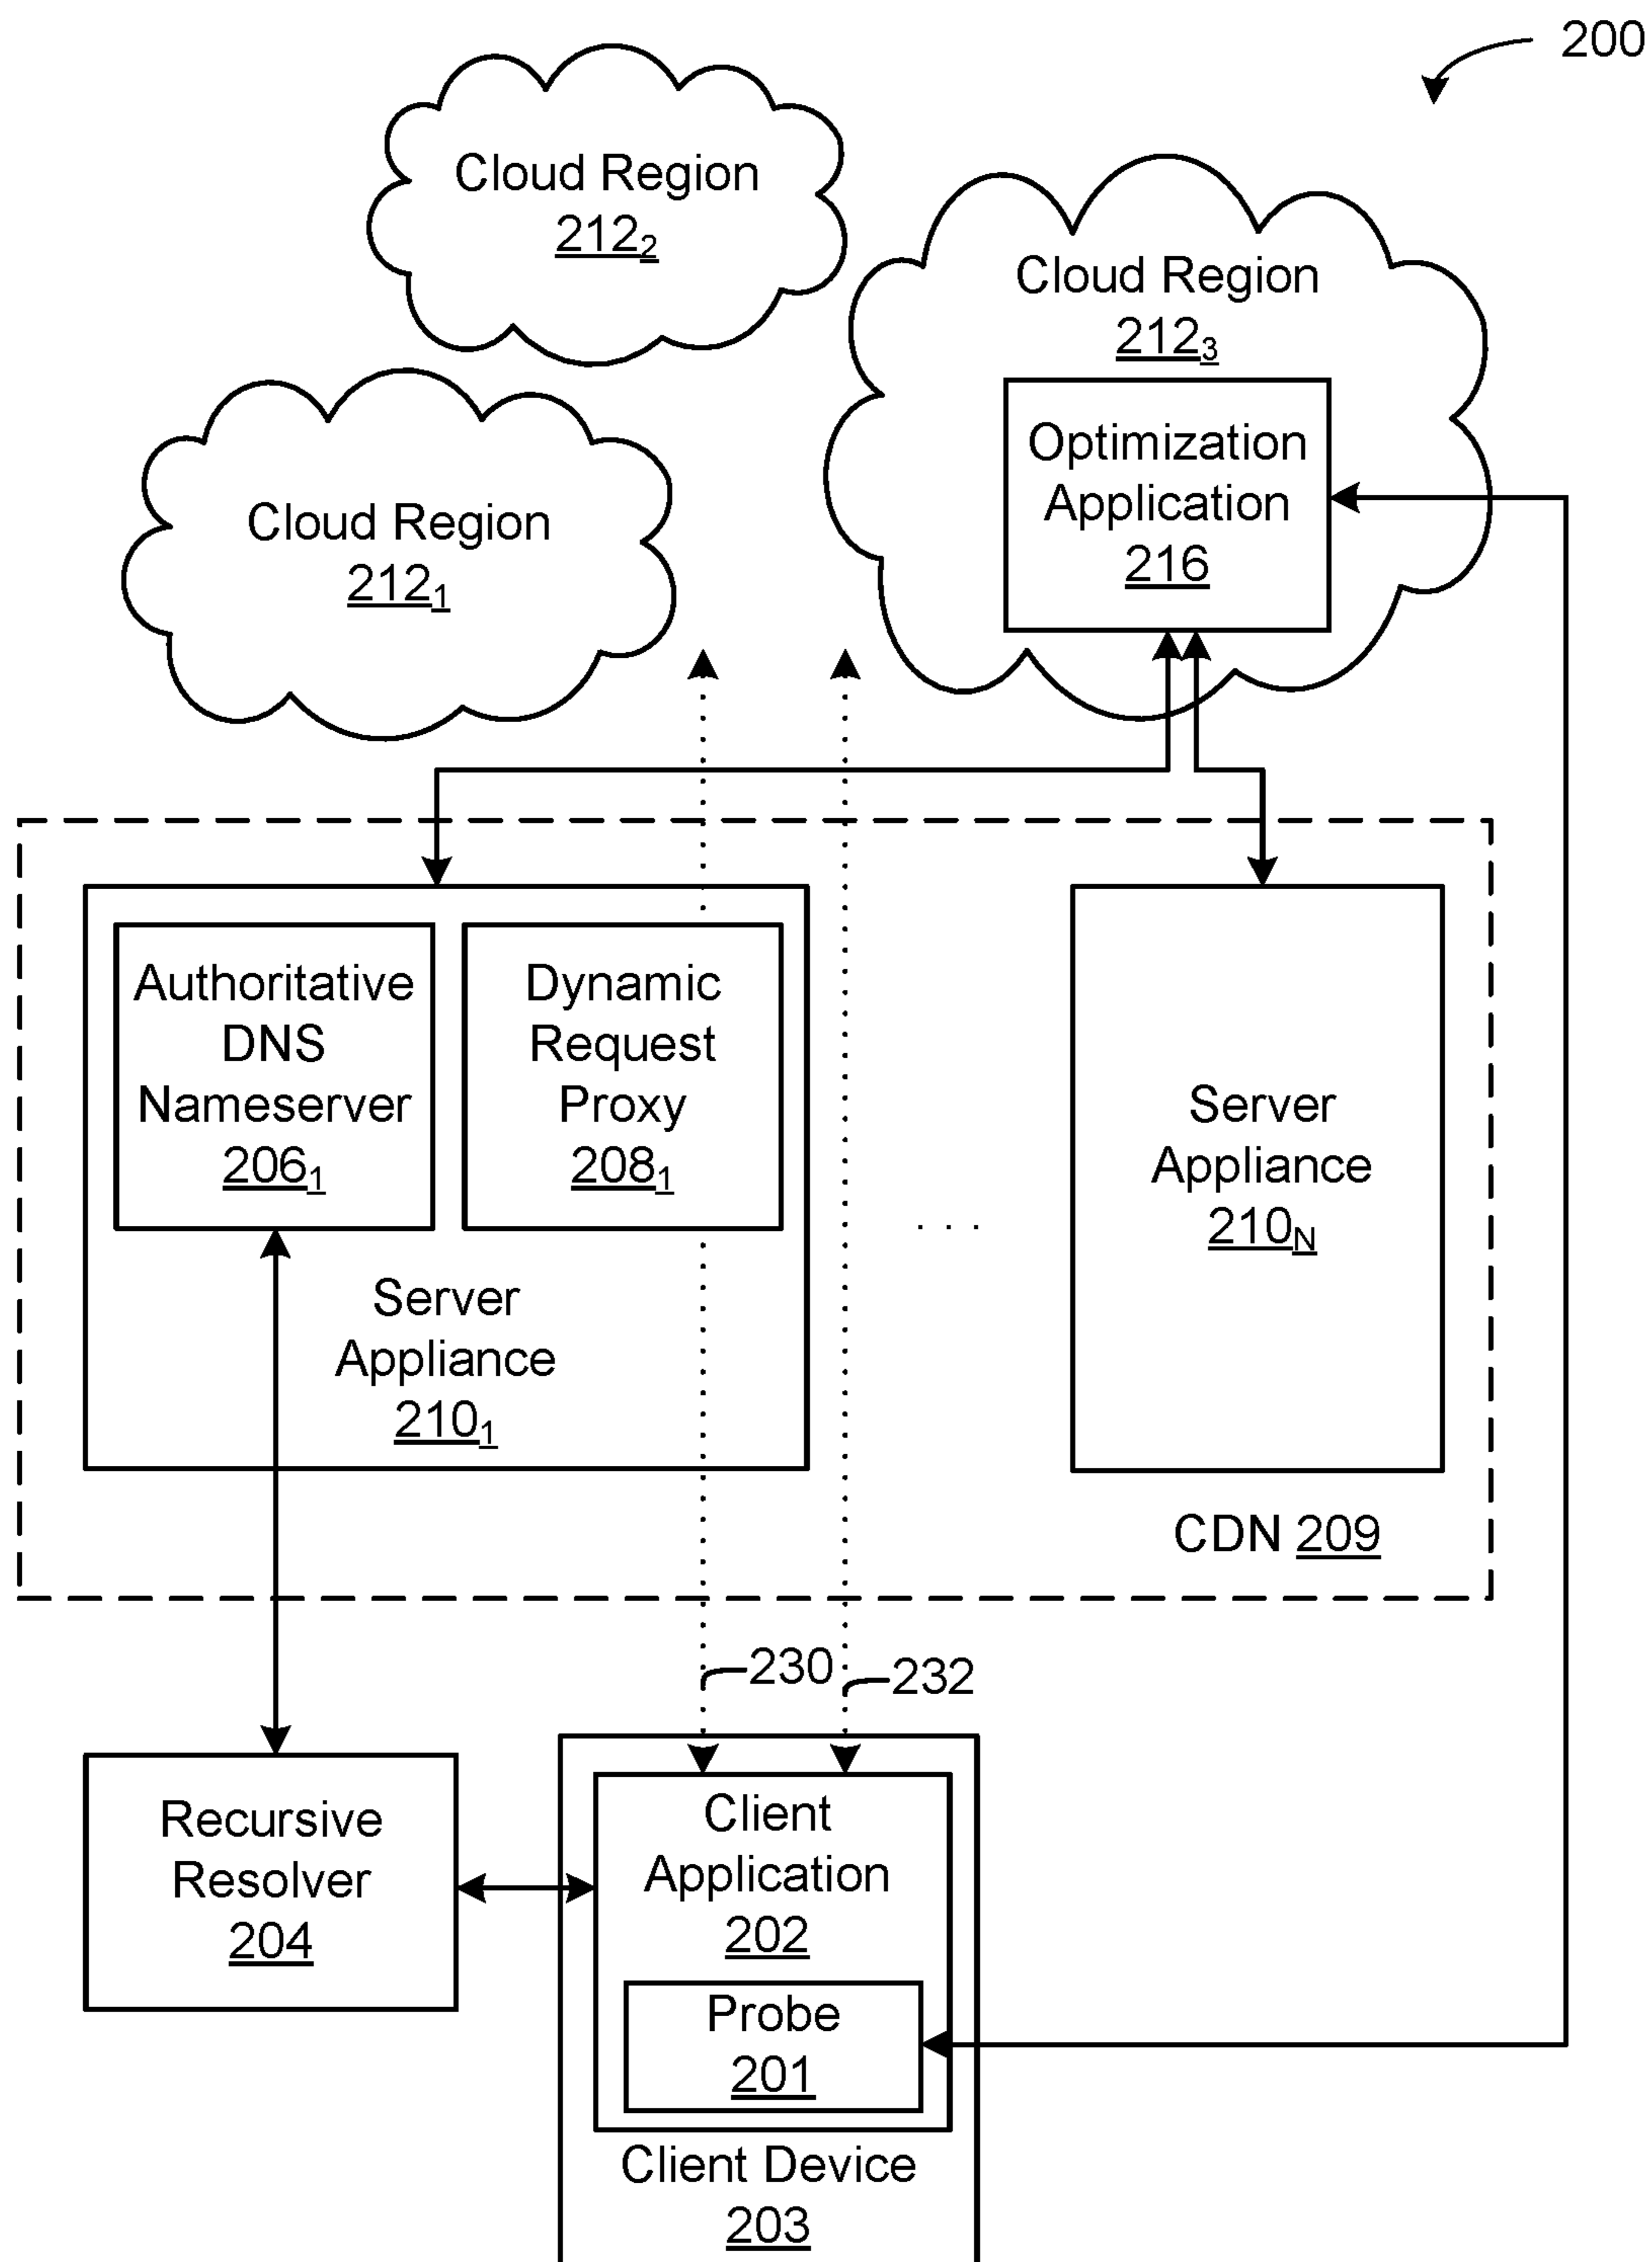 200
Cloud Region
212₂
Cloud Region
212₃
Optimization
Application
216
Cloud Region
212₁
Authoritative
DNS
Nameserver
206₁
Dynamic
Request
Proxy
208₁
Server
Appliance
210₁
. . .
Server
Appliance
210N
CDN 209
230
232
Recursive
Resolver
204
Client
Application
202
Probe
201
Client Device
203